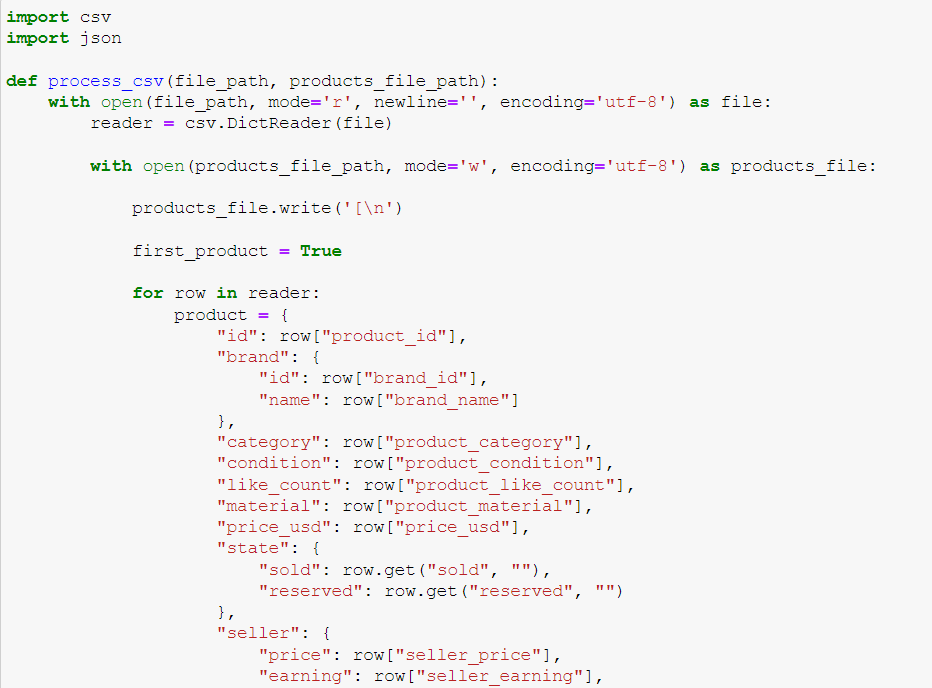 import csv
import json
def process_csv(file_path, products_file_path):
    with open(file_path, mode='r', newline='', encoding='utf-8') as file:
        reader = csv.DictReader(file)
        with open(products_file_path, mode='w', encoding='utf-8') as products_file:
            products_file.write('[\n')
            first_product = True
            for row in reader:
                product = {
                    "id": row["product_id"],
                    "brand": {
                        "id": row["brand_id"],
                        "name": row["brand_name"]
                    },
                    "category": row["product_category"],
                    "condition": row["product_condition"],
                    "like_count": row["product_like_count"],
                    "material": row["product_material"],
                    "price_usd": row["price_usd"],
                    "state": {
                        "sold": row.get("sold", ""),
                        "reserved": row.get("reserved", "")
                    },
                    "seller": {
                        "price": row["seller_price"],
                        "earning": row["seller_earning"],